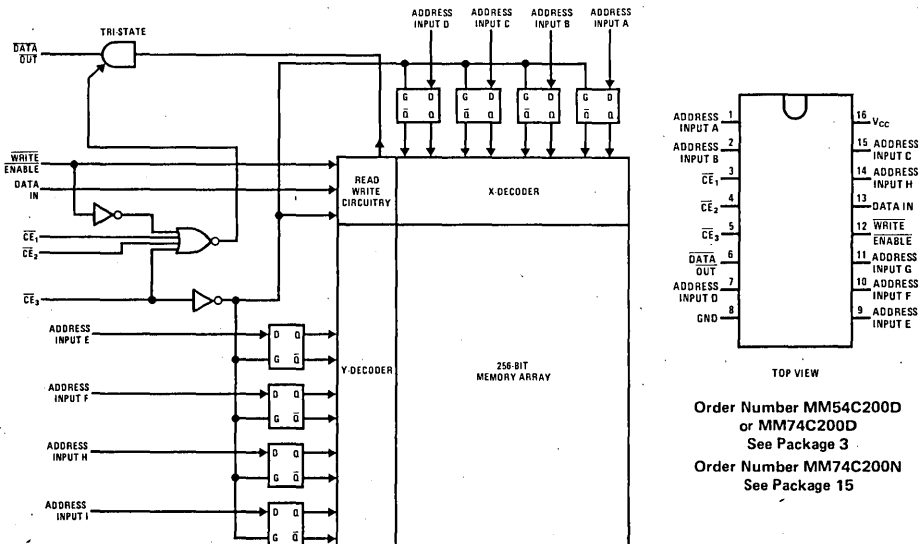 ADDRESS
INPUT D
ADDRESS
INPUT C
ADDRESS
INPUT B
ADDRESS
INPUT A
TRI-STATE
DATA
OUT
G D
Q̅ Q
G D
Q̅ Q
G D
Q̅ Q
G D
Q̅ Q
WRITE
ENABLE
DATA
IN
READ
WRITE
CIRCUITRY
X-DECODER
CE₁
CE₂
CE₃
ADDRESS
INPUT E
D Q
G Q̅
ADDRESS
INPUT F
D Q
G Q̅
ADDRESS
INPUT H
D Q
G Q̅
ADDRESS
INPUT I
D Q
G Q̅
Y-DECODER
256-BIT
MEMORY ARRAY
ADDRESS
INPUT A
1
ADDRESS
INPUT B
2
CE₁
3
CE₂
4
CE₃
5
DATA
OUT
6
ADDRESS
INPUT D
7
GND
8
16
VCC
15
ADDRESS
INPUT C
14
ADDRESS
INPUT H
13
DATA IN
12
WRITE
ENABLE
11
ADDRESS
INPUT G
10
ADDRESS
INPUT F
9
ADDRESS
INPUT E
TOP VIEW
Order Number MM54C200D
or MM74C200D
See Package 3
Order Number MM74C200N
See Package 15